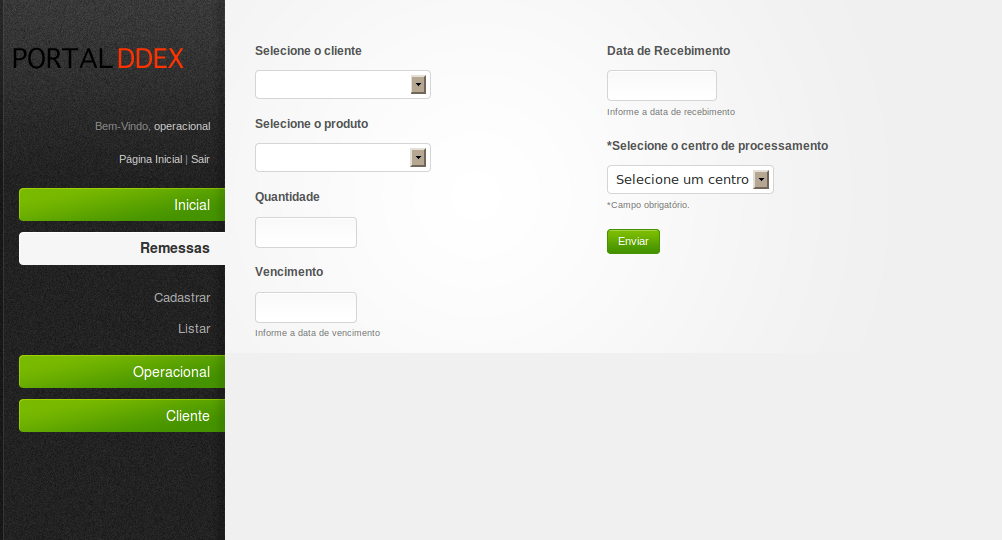 PORTAL DDEX
Bem-Vindo, operacional
Página Inicial | Sair
Inicial
Remessas
Cadastrar
Listar
Operacional
Cliente
Selecione o cliente
Selecione o produto
Quantidade
Vencimento
Informe a data de vencimento
Data de Recebimento
Informe a data de recebimento
*Selecione o centro de processamento
Selecione um centro
*Campo obrigatório.
Enviar